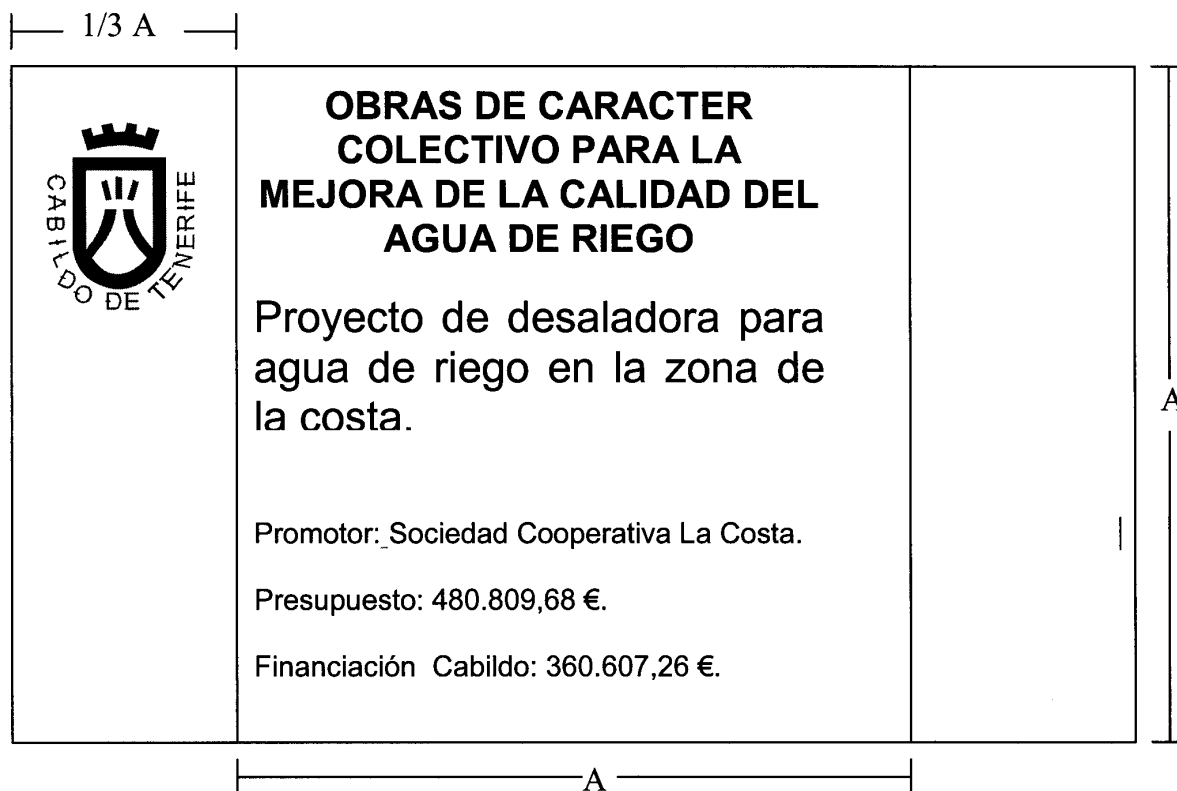 1/3 A
CABILDO DE TENERIFE
OBRAS DE CARACTER
COLECTIVO PARA LA
MEJORA DE LA CALIDAD DEL
AGUA DE RIEGO
Proyecto de desaladora para
agua de riego en la zona de
la costa.
A
Promotor: Sociedad Cooperativa La Costa.
Presupuesto: 480.809,68 €.
Financiación Cabildo: 360.607,26 €.
A